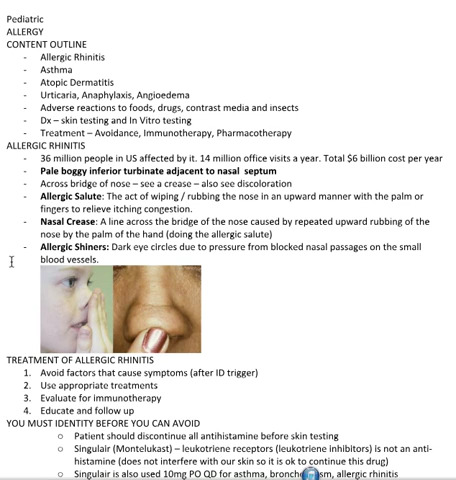 Pediatric
ALLERGY
CONTENT OUTLINE
- Allergic Rhinitis
- Asthma
- Atopic Dermatitis
- Urticaria, Anaphylaxis, Angioedema
- Adverse reactions to foods, drugs, contrast media and insects
- Dx – skin testing and In Vitro testing
- Treatment – Avoidance, Immunotherapy, Pharmacotherapy
ALLERGIC RHINITIS
- 36 million people in US affected by it. 14 million office visits a year. Total $6 billion cost per year
- Pale boggy inferior turbinate adjacent to nasal septum
- Across bridge of nose – see a crease – also see discoloration
- Allergic Salute: The act of wiping / rubbing the nose in an upward manner with the palm or
fingers to relieve itching congestion.
- Nasal Crease: A line across the bridge of the nose caused by repeated upward rubbing of the
nose by the palm of the hand (doing the allergic salute)
- Allergic Shiners: Dark eye circles due to pressure from blocked nasal passages on the small
blood vessels.
TREATMENT OF ALLERGIC RHINITIS
1. Avoid factors that cause symptoms (after ID trigger)
2. Use appropriate treatments
3. Evaluate for immunotherapy
4. Educate and follow up
YOU MUST IDENTITY BEFORE YOU CAN AVOID
o Patient should discontinue all antihistamine before skin testing
o Singulair (Montelukast) – leukotriene receptors (leukotriene inhibitors) is not an anti-
histamine (does not interfere with our skin so it is ok to continue this drug)
o Singulair is also used 10mg PO QD for asthma, allergic rhinitis